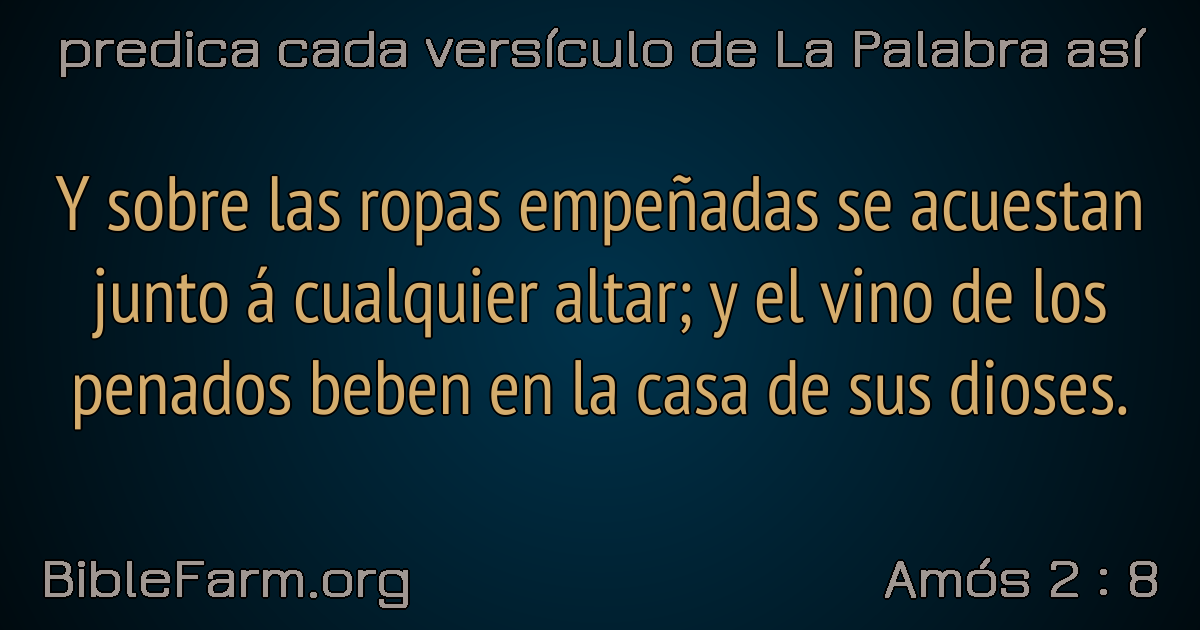 predica cada versículo de La Palabra así
Y sobre las ropas empeñadas se acuestan
junto á cualquier altar; y el vino de los
penados beben en la casa de sus dioses.
BibleFarm.org
Amós 2 : 8